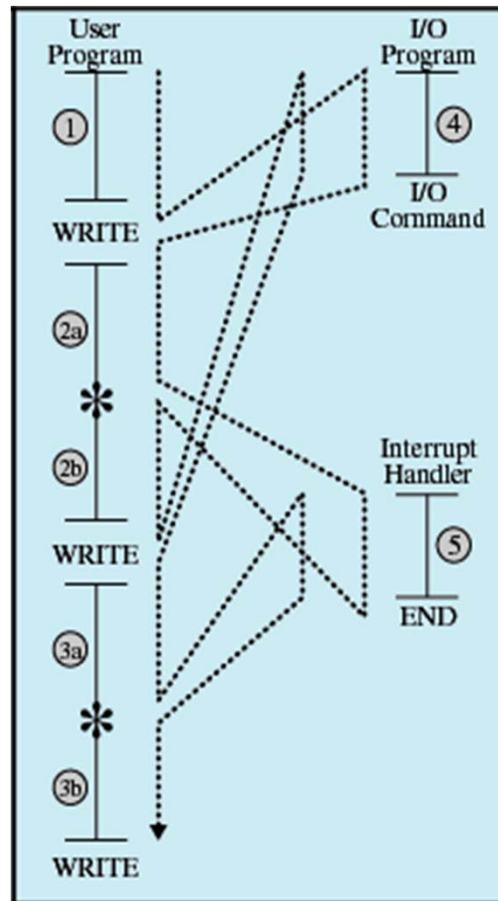 User
Program
1
WRITE
2a
*
2b
WRITE
3a
*
3b
WRITE
I/O
Program
4
I/O
Command
Interrupt
Handler
5
END